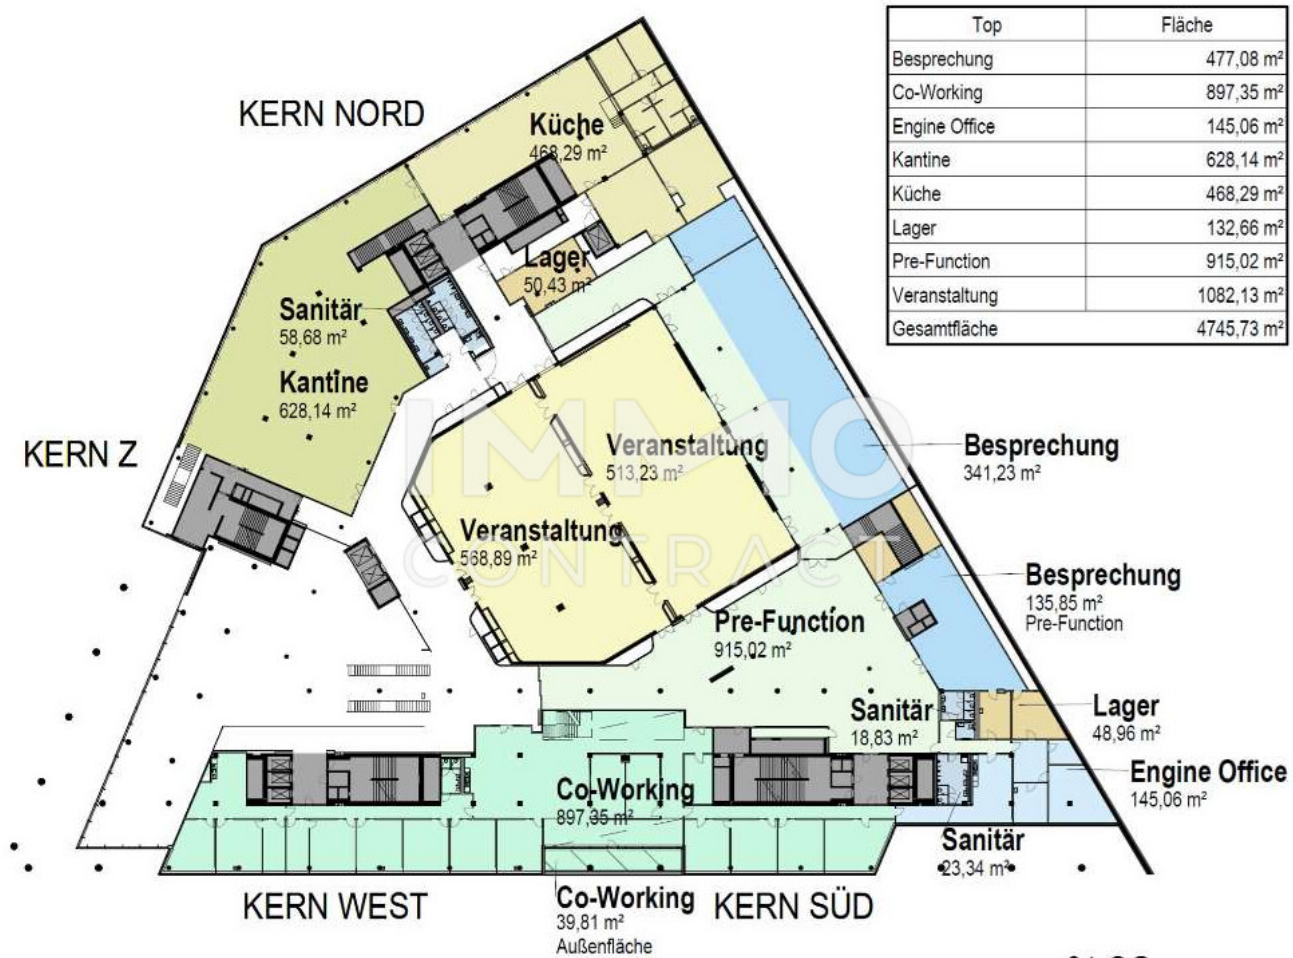 Top Fläche
Besprechung 477,08 m²
Co-Working 897,35 m²
Engine Office 145,06 m²
Kantine 628,14 m²
Küche 468,29 m²
Lager 132,66 m²
Pre-Function 915,02 m²
Veranstaltung 1082,13 m²
Gesamtfläche 4745,73 m²
KERN NORD
Küche
468,29 m²
Lager
50,43 m²
Sanitär
58,68 m²
Kantine
628,14 m²
KERN Z
IMMO
CONTRACT
Veranstaltung
513,23 m²
Veranstaltung
568,89 m²
Besprechung
341,23 m²
Besprechung
135,85 m²
Pre-Function
Pre-Function
915,02 m²
Sanitär
18,83 m²
Lager
48,96 m²
Engine Office
145,06 m²
Co-Working
897,35 m²
Sanitär
23,34 m²
KERN WEST
Co-Working
39,81 m²
Außenfläche
KERN SÜD